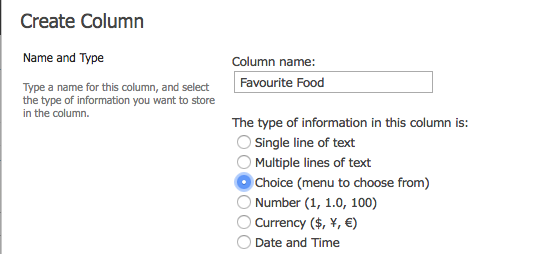 Create Column
Name and Type
Type a name for this column, and select
the type of information you want to store
in the column.
Column name:
Favourite Food
The type of information in this column is:
Single line of text
Multiple lines of text
Choice (menu to choose from)
Number (1, 1.0, 100)
Currency ($, ¥, €)
Date and Time